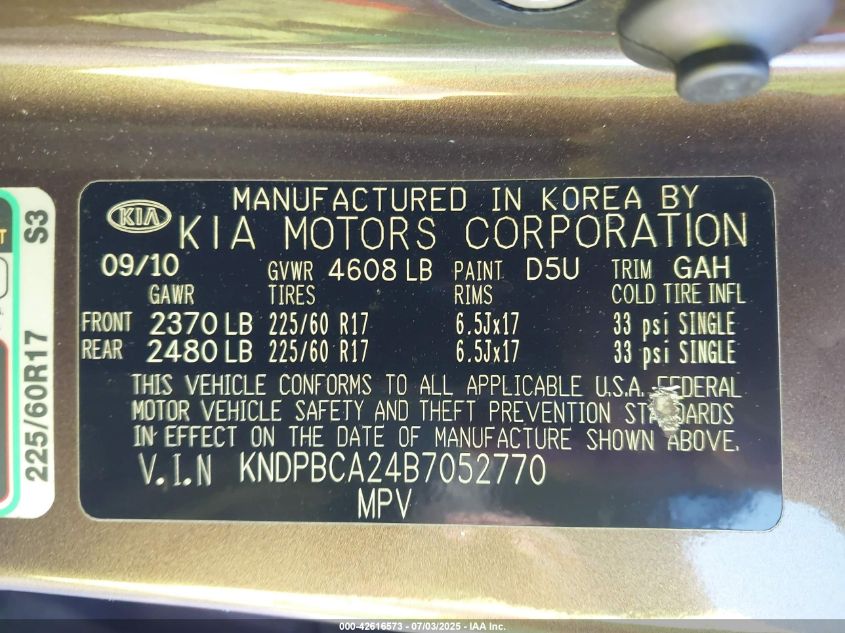 MANUFACTURED IN KOREA BY
KIA
KIA MOTORS CORPORATION
09/10 GVWR 4608 LB PAINT D5U TRIM GAH
GAWR TIRES RIMS COLD TIRE INFL
FRONT 2370 LB 225/60 R17 6.5Jx17 33 psi SINGLE
REAR 2480 LB 225/60 R17 6.5Jx17 33 psi SINGLE
THIS VEHICLE CONFORMS TO ALL APPLICABLE U.S.A. FEDERAL
MOTOR VEHICLE SAFETY AND THEFT PREVENTION STANDARDS
IN EFFECT ON THE DATE OF MANUFACTURE SHOWN ABOVE.
V.I.N KNDPBCA24B7052770
MPV
225/60R17 S3
000-42616573 - 07/03/2025 - IAA Inc.